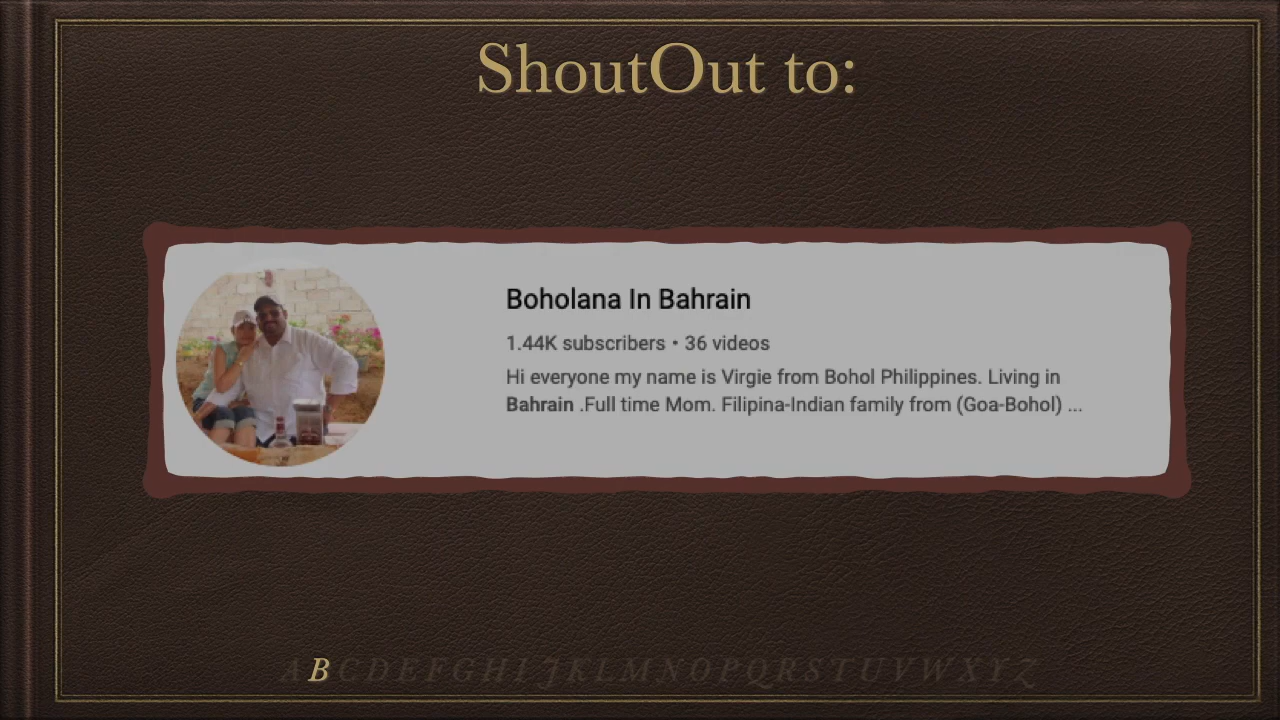 ShoutOut to:
Boholana In Bahrain
1.44K subscribers • 36 videos
Hi everyone my name is Virgie from Bohol Philippines. Living in
Bahrain .Full time Mom. Filipina-Indian family from (Goa-Bohol) ...
A B C D E F G H I J K L M N O P Q R S T U V W X Y Z